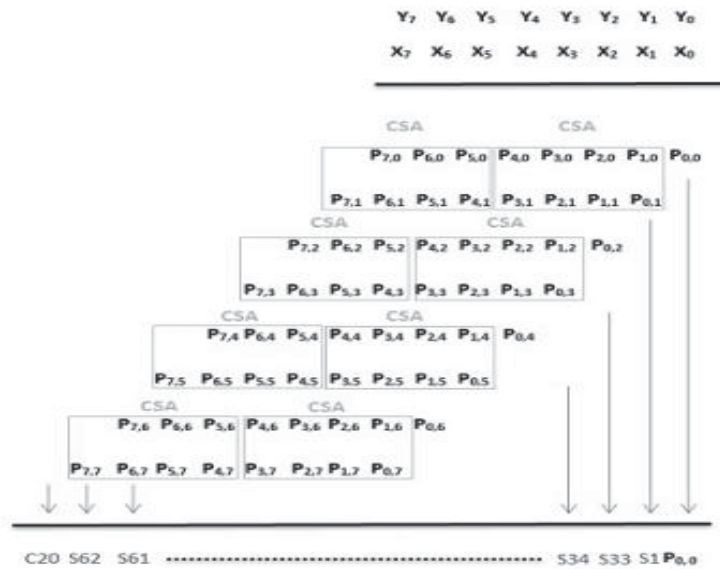 Y₇ Y₆ Y₅ Y₄ Y₃ Y₂ Y₁ Y₀
X₇ X₆ X₅ X₄ X₃ X₂ X₁ X₀
CSA CSA
P₇,₀ P₆,₀ P₅,₀ P₄,₀ P₃,₀ P₂,₀ P₁,₀ P₀,₀
P₇,₁ P₆,₁ P₅,₁ P₄,₁ P₃,₁ P₂,₁ P₁,₁ P₀,₁
CSA CSA
P₇,₂ P₆,₂ P₅,₂ P₄,₂ P₃,₂ P₂,₂ P₁,₂ P₀,₂
P₇,₃ P₆,₃ P₅,₃ P₄,₃ P₃,₃ P₂,₃ P₁,₃ P₀,₃
CSA CSA
P₇,₄ P₆,₄ P₅,₄ P₄,₄ P₃,₄ P₂,₄ P₁,₄ P₀,₄
P₇,₅ P₆,₅ P₅,₅ P₄,₅ P₃,₅ P₂,₅ P₁,₅ P₀,₅
CSA CSA
P₇,₆ P₆,₆ P₅,₆ P₄,₆ P₃,₆ P₂,₆ P₁,₆ P₀,₆
P₇,₇ P₆,₇ P₅,₇ P₄,₇ P₃,₇ P₂,₇ P₁,₇ P₀,₇
C20 S62 S61 S34 S33 S1 P₀,₀